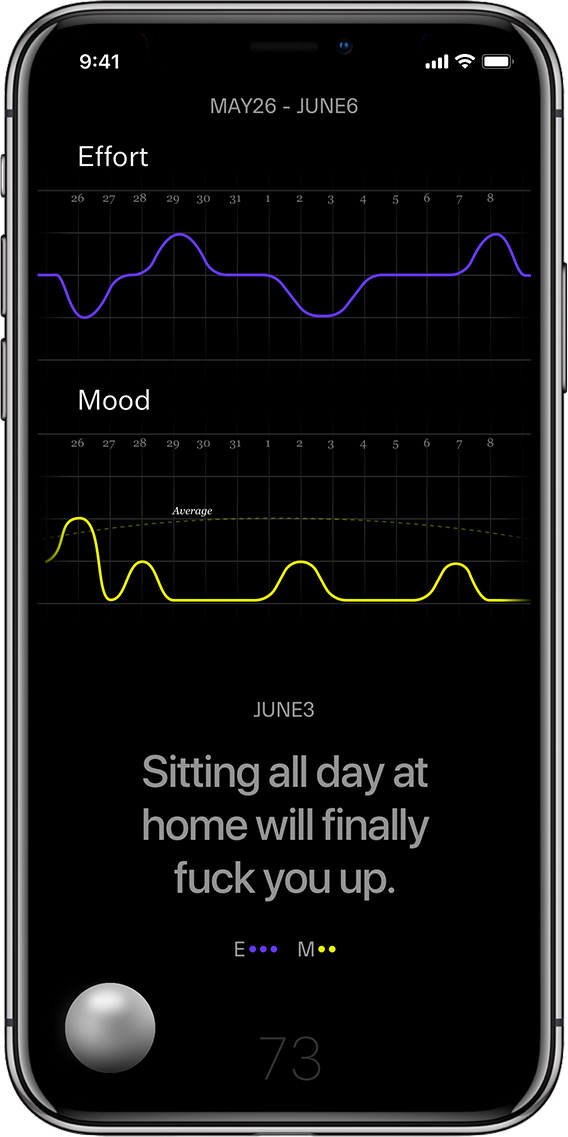 9:41
MAY26 - JUNE6
Effort
26 27 28 29 30 31 1 2 3 4 5 6 7 8
Mood
26 27 28 29 30 31 1 2 3 4 5 6 7 8
Average
JUNE3
Sitting all day at
home will finally
fuck you up.
E M
73